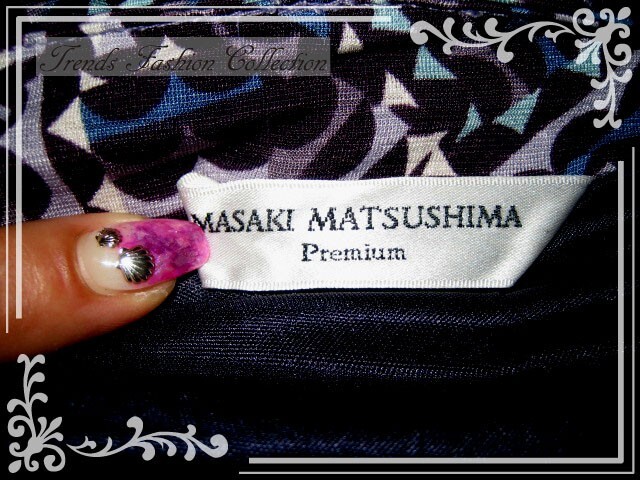 Trends Fashion Collection
MASAKI MATSUSHIMA
Premium